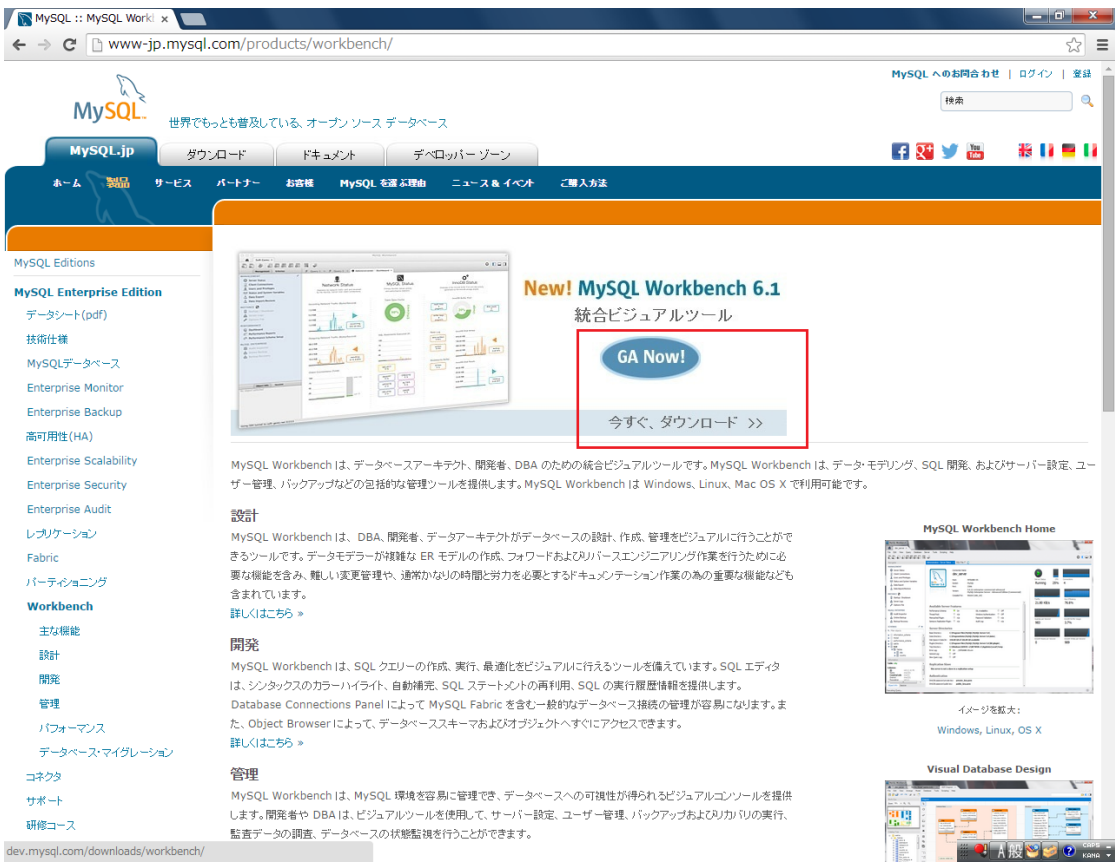 MySQL :: MySQL Work
www-jp.mysql.com/products/workbench/
MySQL へのお問合わせ | ログイン | 登録
検索
MySQL™
世界でもっとも普及している、オープン ソース データベース
MySQL.jp
ダウンロード
ドキュメント
デベロッパー ゾーン
You Tube
ホーム 製品 サービス パートナー お客様 MySQL を選ぶ理由 ニュース & イベント ご購入方法
MySQL Editions
MySQL Enterprise Edition
データシート(pdf)
技術仕様
MySQLデータベース
Enterprise Monitor
Enterprise Backup
高可用性(HA)
Enterprise Scalability
Enterprise Security
Enterprise Audit
レプリケーション
Fabric
パーティショニング
Workbench
主な機能
設計
開発
管理
パフォーマンス
データベース・マイグレーション
コネクタ
サポート
研修コース
Network Status
MySQL Status
InnoDB Status
New! MySQL Workbench 6.1
統合ビジュアルツール
GA Now!
今すぐ、ダウンロード >>
MySQL Workbench は、データベースアーキテクト、開発者、DBA のための統合ビジュアルツールです。MySQL Workbench は、データ・モデリング、SQL 開発、およびサーバー設定、ユー
ザー管理、バックアップなどの包括的な管理ツールを提供します。MySQL Workbench は Windows、Linux、Mac OS X で利用可能です。
設計
MySQL Workbench は、DBA、開発者、データアーキテクトがデータベースの設計、作成、管理をビジュアルに行うことがで
きるツールです。データモデラーが複雑な ER モデルの作成、フォワードおよびリバースエンジニアリング作業を行うために必
要な機能を含み、難しい変更管理や、通常かなりの時間と労力を必要とするドキュメンテーション作業の為の重要な機能なども
含まれています。
詳しくはこちら »
開発
MySQL Workbench は、SQL クエリーの作成、実行、最適化をビジュアルに行えるツールを備えています。SQL エディタ
は、シンタックスのカラーハイライト、自動補完、SQL ステートメントの再利用、SQL の実行履歴情報を提供します。
Database Connections Panel によって MySQL Fabric を含む一般的なデータベース接続の管理が容易になります。ま
た、Object Browser によって、データベーススキーマおよびオブジェクトへすぐにアクセスできます。
詳しくはこちら »
管理
MySQL Workbench は、MySQL 環境を容易に管理でき、データベースへの可視性が得られるビジュアルコンソールを提供
します。開発者や DBA は、ビジュアルツールを使用して、サーバー設定、ユーザー管理、バックアップおよびリカバリの実行、
監査データの調査、データベースの状態監視を行うことができます。
MySQL Workbench Home
イメージを拡大:
Windows, Linux, OS X
Visual Database Design
dev.mysql.com/downloads/workbench/
A 般
CAPS
KANA